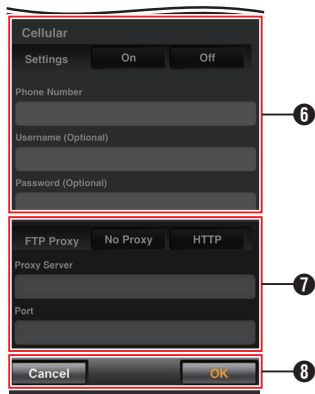 Cellular
Settings On Off
Phone Number
Username (Optional)
Password (Optional)
6
FTP Proxy No Proxy HTTP
Proxy Server
7
Port
Cancel OK 8